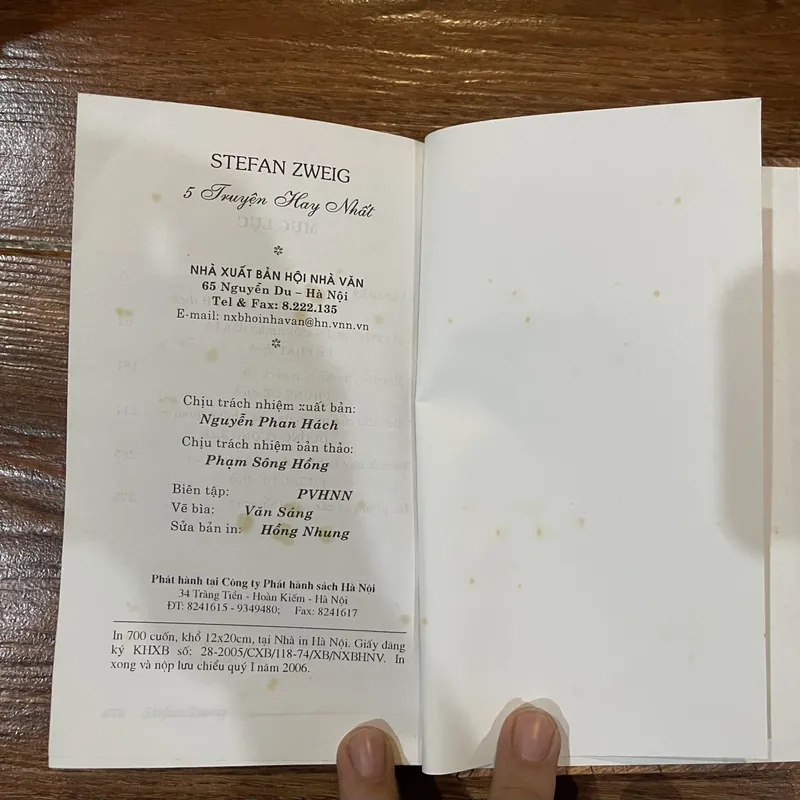 STEFAN ZWEIG
5 Truyện Hay Nhất
*
NHÀ XUẤT BẢN HỘI NHÀ VĂN
65 Nguyễn Du – Hà Nội
Tel & Fax: 8.222.135
E-mail: nxbhoinhavan@hn.vnn.vn
*
Chịu trách nhiệm xuất bản:
Nguyễn Phan Hách
Chịu trách nhiệm bản thảo:
Phạm Sông Hồng
Biên tập: PVHNN
Vẽ bìa: Văn Sáng
Sửa bản in: Hồng Nhung
Phát hành tại Công ty Phát hành sách Hà Nội
34 Tràng Tiền - Hoàn Kiếm - Hà Nội
ĐT: 8241615 - 9349480; Fax: 8241617
In 700 cuốn, khổ 12x20cm, tại Nhà in Hà Nội. Giấy đăng
ký KHXB số: 28-2005/CXB/118-74/XB/NXBHNV. In
xong và nộp lưu chiểu quý I năm 2006.
MỤC LỤC
Stefan Zweig